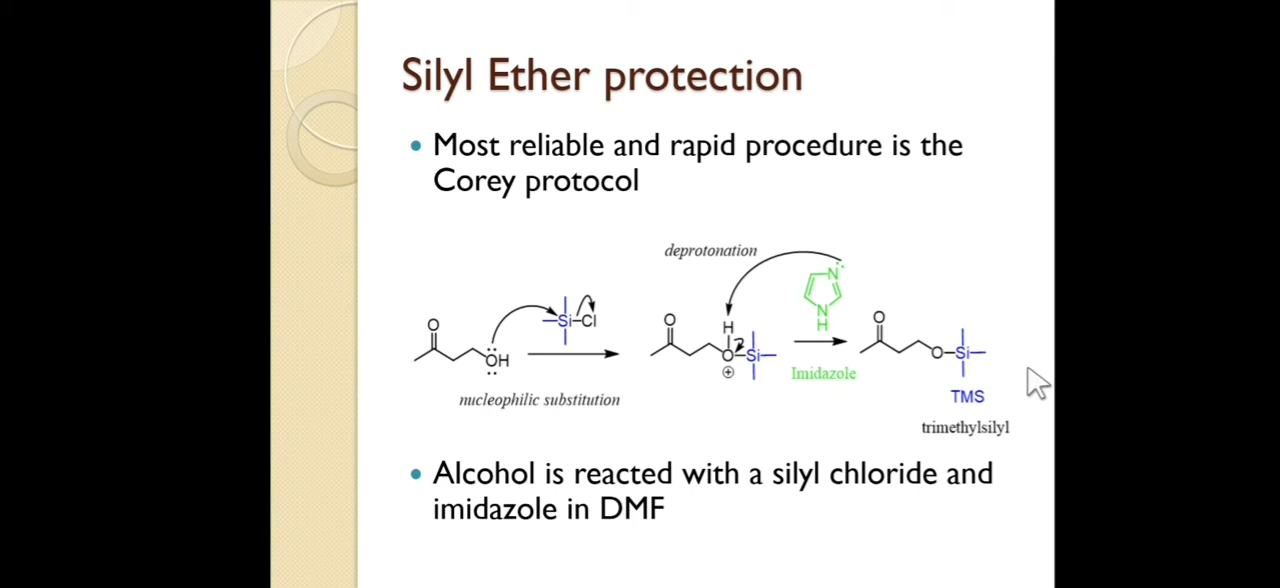 Silyl Ether protection
• Most reliable and rapid procedure is the
Corey protocol
deprotonation
N
N
H
O
Si-Cl
OH
nucleophilic substitution
O
H
O-Si
⊕
Imidazole
O
O-Si
TMS
trimethylsilyl
• Alcohol is reacted with a silyl chloride and
imidazole in DMF